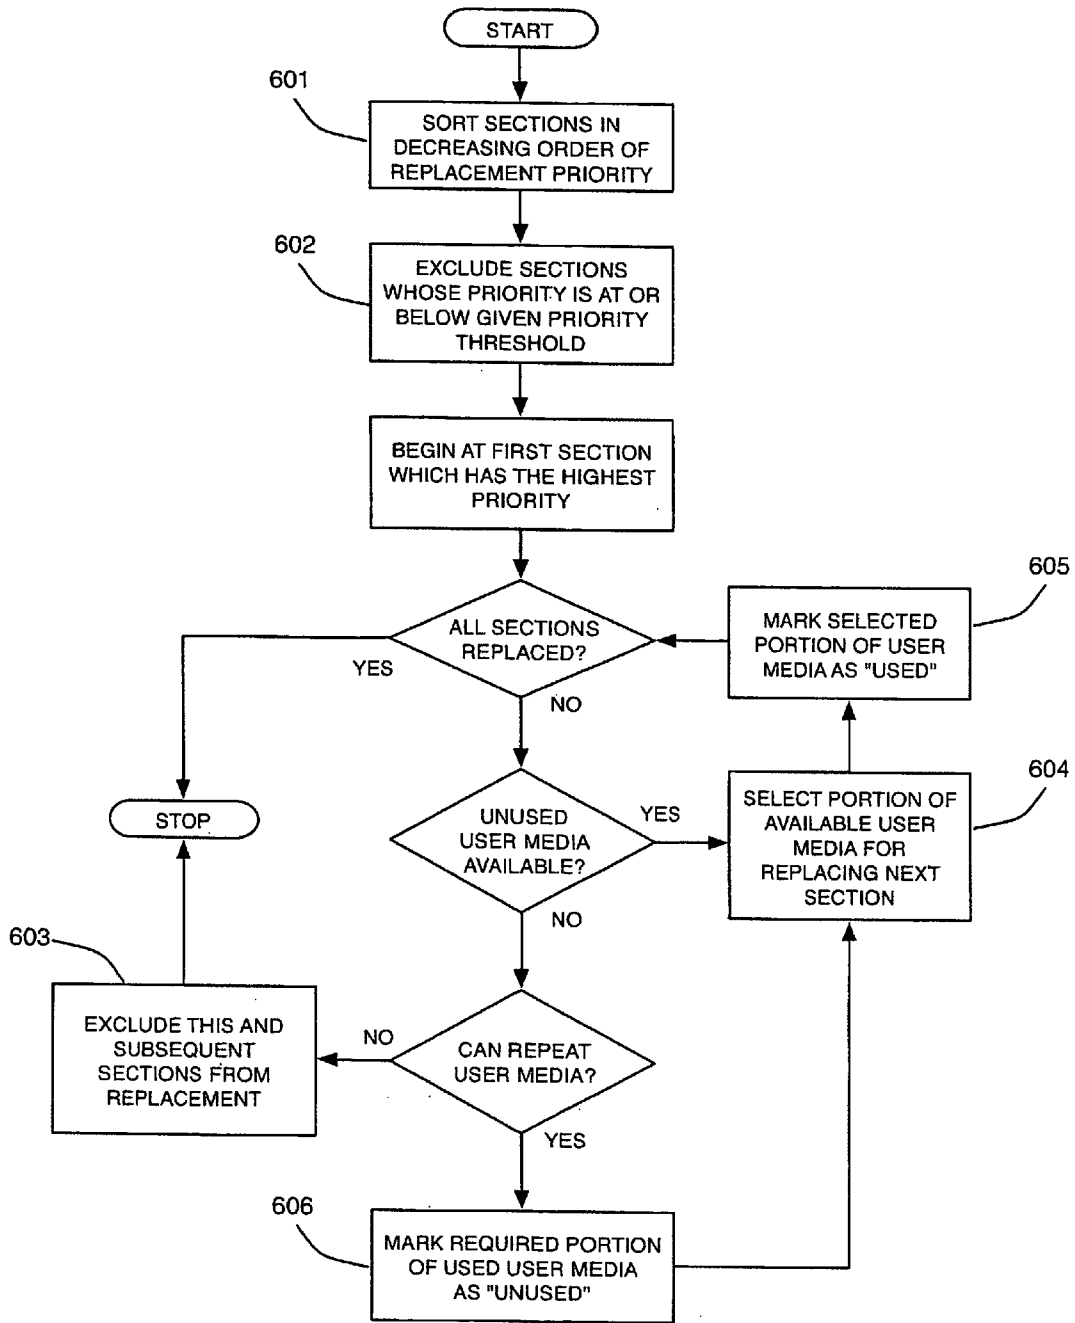 START
601
SORT SECTIONS IN
DECREASING ORDER OF
REPLACEMENT PRIORITY
602
EXCLUDE SECTIONS
WHOSE PRIORITY IS AT OR
BELOW GIVEN PRIORITY
THRESHOLD
BEGIN AT FIRST SECTION
WHICH HAS THE HIGHEST
PRIORITY
ALL SECTIONS
REPLACED?
YES
NO
605
MARK SELECTED
PORTION OF USER
MEDIA AS "USED"
STOP
UNUSED
USER MEDIA
AVAILABLE?
YES
NO
604
SELECT PORTION OF
AVAILABLE USER
MEDIA FOR
REPLACING NEXT
SECTION
603
EXCLUDE THIS AND
SUBSEQUENT
SECTIONS FROM
REPLACEMENT
NO
CAN REPEAT
USER MEDIA?
YES
606
MARK REQUIRED PORTION
OF USED USER MEDIA
AS "UNUSED"